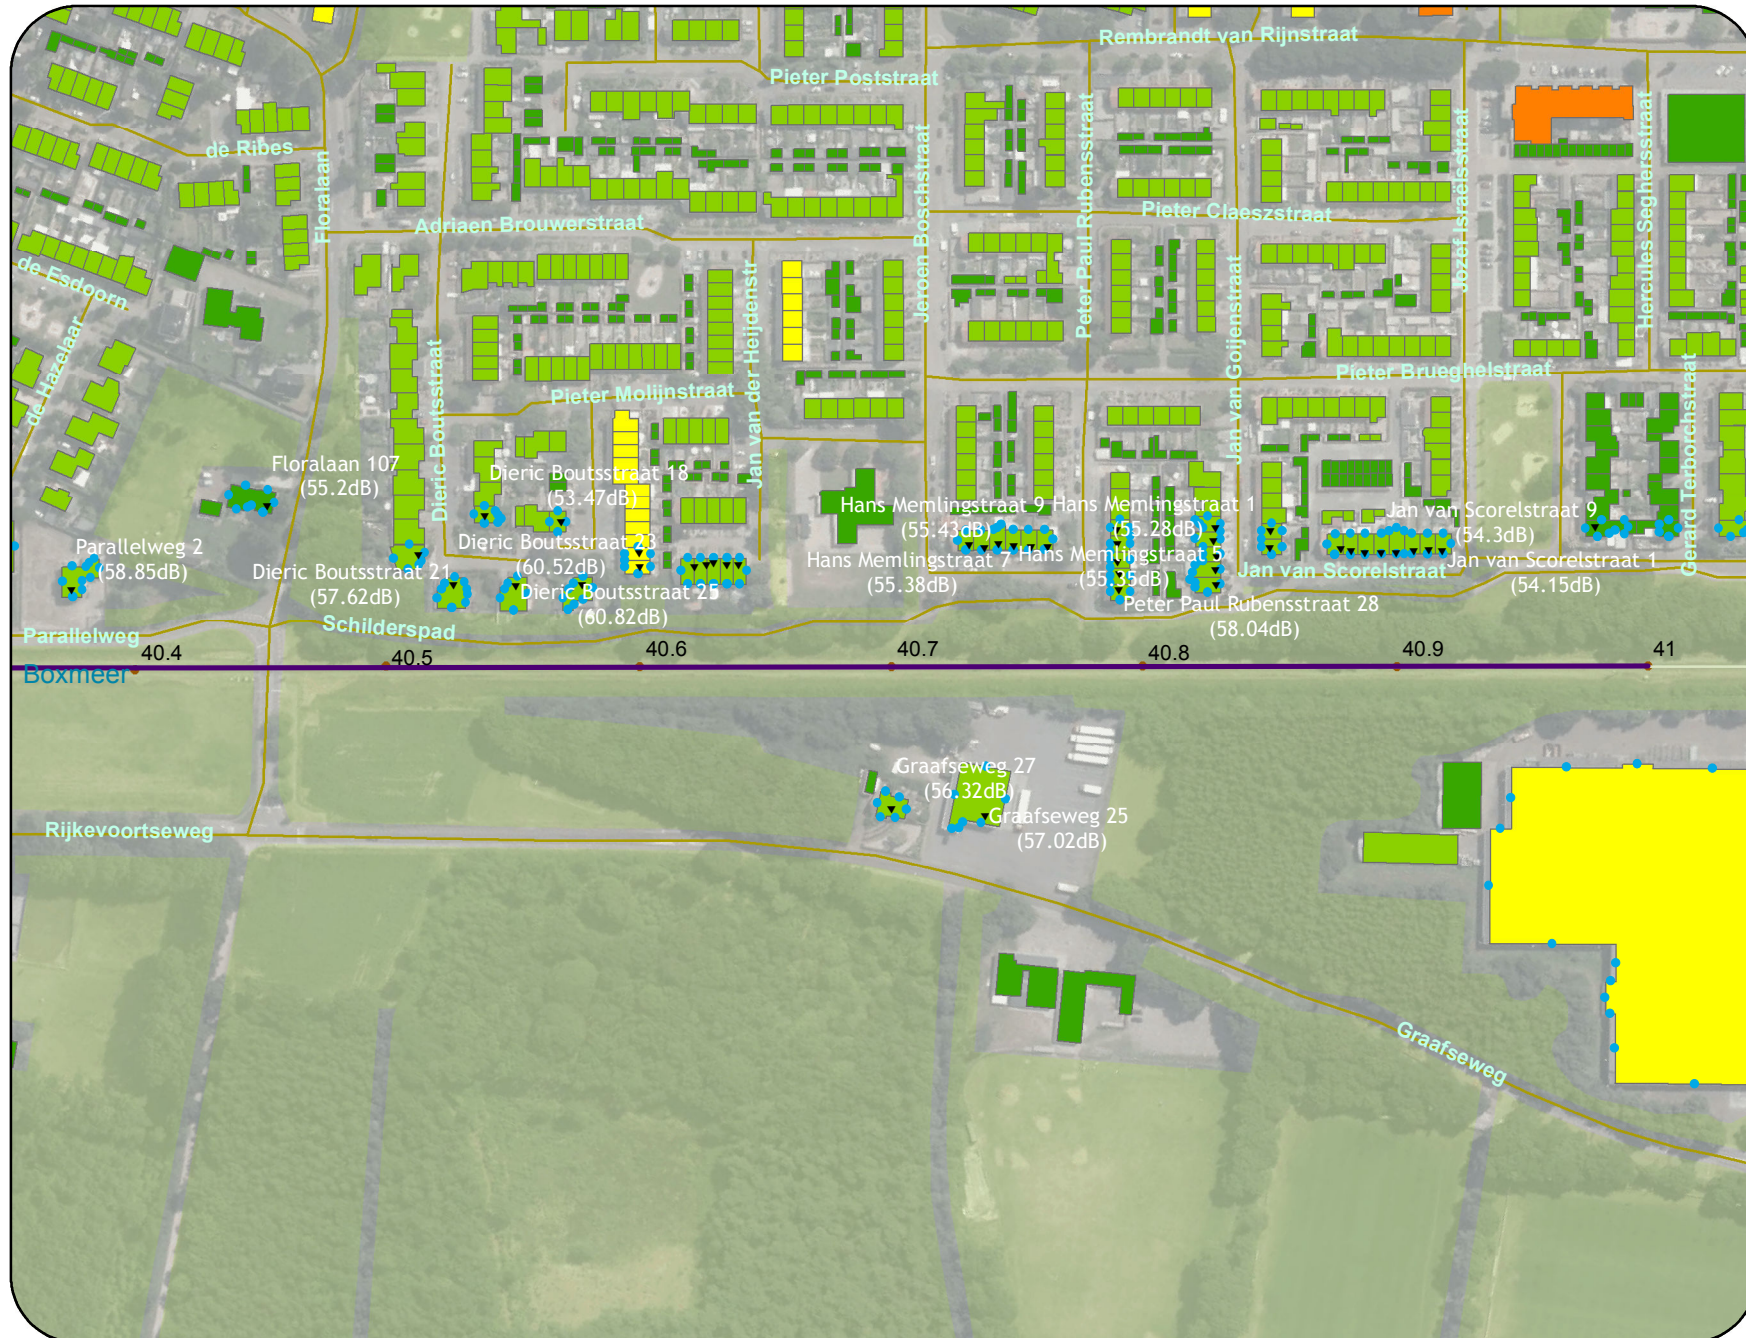 Rembrandt van Rijnstraat
Pieter Poststraat
de Ribes
Floralaan
Jeroen Boschstraat
Peter Paul Rubensstraat
Jozef Israëlsstraat
Hercules Seghersstraat
Adriaen Brouwerstraat
Pieter Claeszstraat
de Esdoorn
de Hazelaar
Dieric Boutsstraat
Jan van der Heijdenstr
Jan van Goijenstraat
Pieter Molijnstraat
Pieter Brueghelstraat
Gerard Terborchstraat
Floralaan 107
(55.2dB)
Dieric Boutsstraat 18
(53.47dB)
Hans Memlingstraat 9
(55.43dB)
Hans Memlingstraat 1
(55.28dB)
Jan van Scorelstraat 9
(54.3dB)
Parallelweg 2
(58.85dB)
Dieric Boutsstraat 23
(60.52dB)
Hans Memlingstraat 7
(55.38dB)
Hans Memlingstraat 5
(55.35dB)
Jan van Scorelstraat
Jan van Scorelstraat 1
(54.15dB)
Dieric Boutsstraat 21
(57.62dB)
Dieric Boutsstraat 25
(60.82dB)
Peter Paul Rubensstraat 28
(58.04dB)
Parallelweg
Schilderspad
40.4
40.5
40.6
40.7
40.8
40.9
41
Boxmeer
Graafseweg 27
(56.32dB)
Graafseweg 25
(57.02dB)
Rijkevoortseweg
Graafseweg